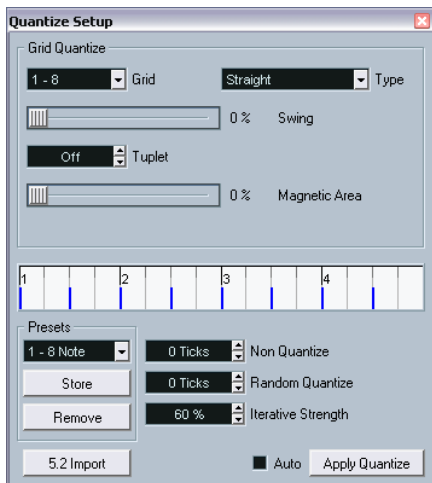 Quantize Setup
Grid Quantize
1 - 8 Grid Straight Type
0 % Swing
Off Tuplet
0 % Magnetic Area
1 2 3 4
Presets
1 - 8 Note 0 Ticks Non Quantize
Store 0 Ticks Random Quantize
Remove 60 % Iterative Strength
5.2 Import Auto Apply Quantize